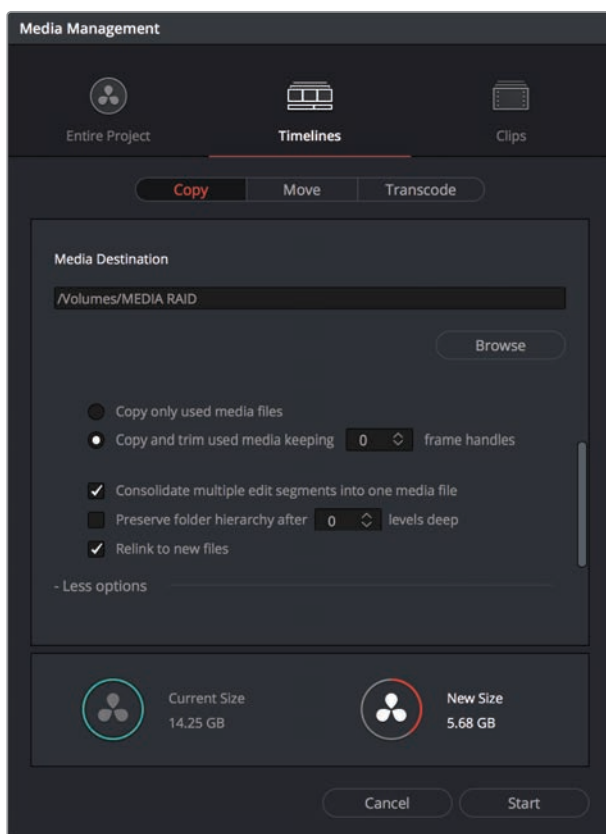 Media Management
Entire Project
Timelines
Clips
Copy
Move
Transcode
Media Destination
/Volumes/MEDIA RAID
Browse
Copy only used media files
Copy and trim used media keeping 0 frame handles
Consolidate multiple edit segments into one media file
Preserve folder hierarchy after 0 levels deep
Relink to new files
- Less options
Current Size
14.25 GB
New Size
5.68 GB
Cancel
Start